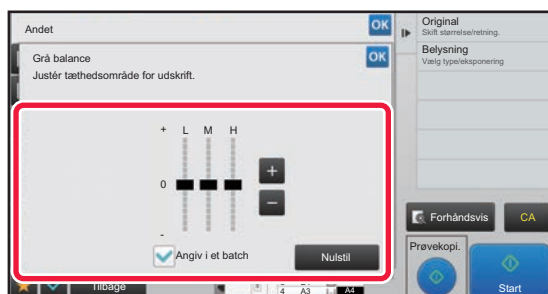 Andet
OK
Grå balance
OK
Justér tæthedsområde for udskrift.
+ L M H
0
-
+
−
Angiv i et batch
Nulstil
Tilbage
4 A3
A4
Original
Skift størrelse/retning.
Belysning
Vælg type/eksponering
Forhåndsvis
CA
Prøvekopi.
Start